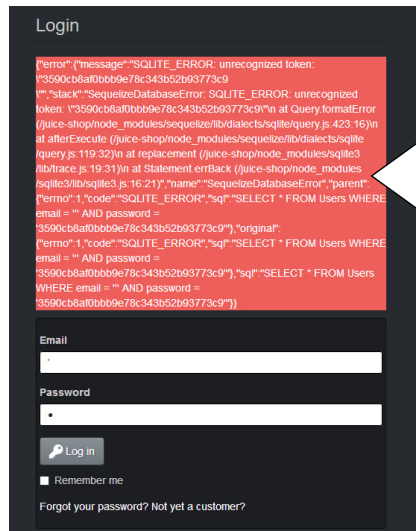 Login
{"error":{"message":"SQLITE_ERROR: unrecognized token:
\"3590cb8af0bbb9e78c343b52b93773c9
\"","stack":"SequelizeDatabaseError: SQLITE_ERROR: unrecognized
token: \"3590cb8af0bbb9e78c343b52b93773c9\"\n at Query.formatError
(/juice-shop/node_modules/sequelize/lib/dialects/sqlite/query.js:423:16)\n
at afterExecute (/juice-shop/node_modules/sequelize/lib/dialects/sqlite
/query.js:119:32)\n at replacement (/juice-shop/node_modules/sqlite3
/lib/trace.js:19:31)\n at Statement.errBack (/juice-shop/node_modules
/sqlite3/lib/sqlite3.js:16:21)","name":"SequelizeDatabaseError","parent":
{"errno":1,"code":"SQLITE_ERROR","sql":"SELECT * FROM Users WHERE
email = ''' AND password =
'3590cb8af0bbb9e78c343b52b93773c9'"},"original":
{"errno":1,"code":"SQLITE_ERROR","sql":"SELECT * FROM Users WHERE
email = ''' AND password =
'3590cb8af0bbb9e78c343b52b93773c9'"},"sql":"SELECT * FROM Users
WHERE email = ''' AND password =
'3590cb8af0bbb9e78c343b52b93773c9'"}}
Email
'
Password
•
Log in
Remember me
Forgot your password? Not yet a customer?